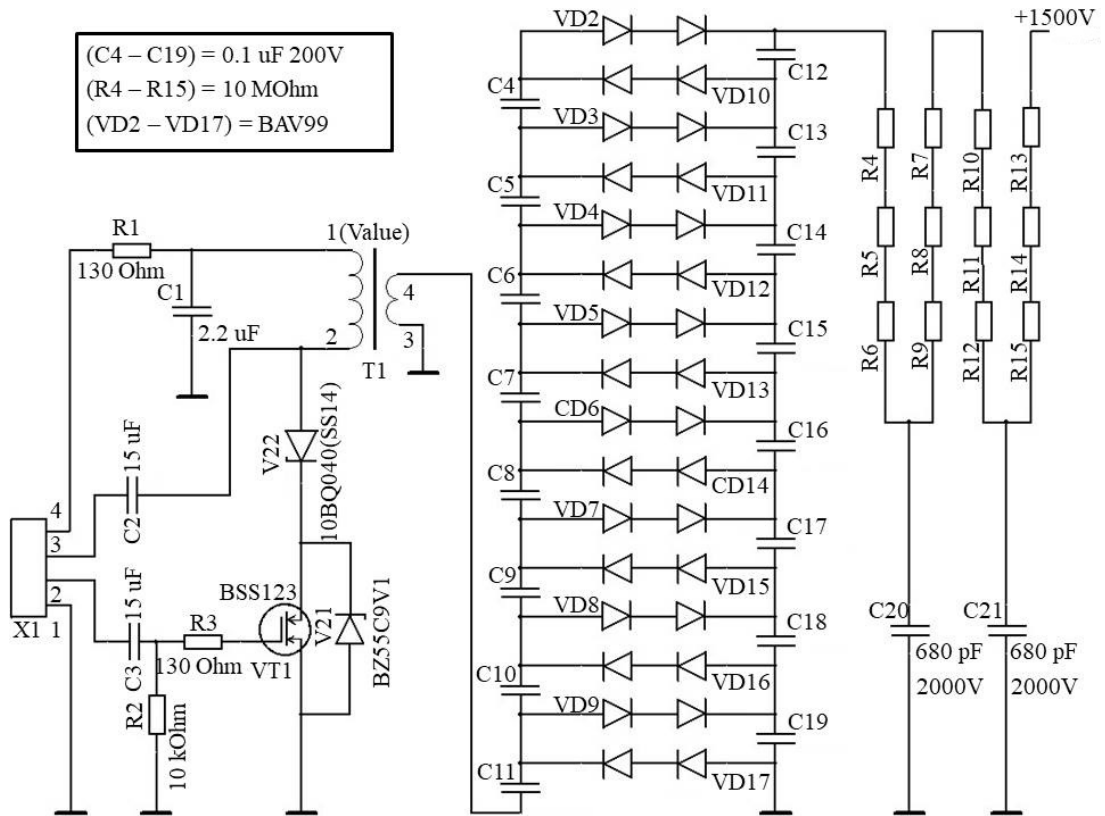 (C4 – C19) = 0.1 uF 200V
(R4 – R15) = 10 MOhm
(VD2 – VD17) = BAV99
R1
130 Ohm
C1
2.2 uF
1(Value)
2
4
3
T1
V22
10BQ040(SS14)
C2
15 uF
4
3
2
X1 1
C3
15 uF
R3
130 Ohm
R2
10 kOhm
BSS123
VT1
V21
BZ55C9V1
VD2
C12
C4
VD10
VD3
C13
C5
VD11
VD4
C14
C6
VD12
VD5
C15
C7
VD13
CD6
C16
C8
CD14
VD7
C17
C9
VD15
VD8
C18
C10
VD16
VD9
C19
C11
VD17
+1500V
R4
R7
R10
R13
R5
R8
R11
R14
R6
R9
R12
R15
C20
680 pF
2000V
C21
680 pF
2000V